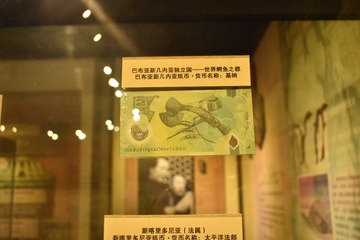 巴布亚新几内亚独立国——世界鳄鱼之都
巴布亚新几内亚纸币·货币名称：基纳
新喀里多尼亚（法属）
新喀里多尼亚纸币·货币名称：太平洋法郎